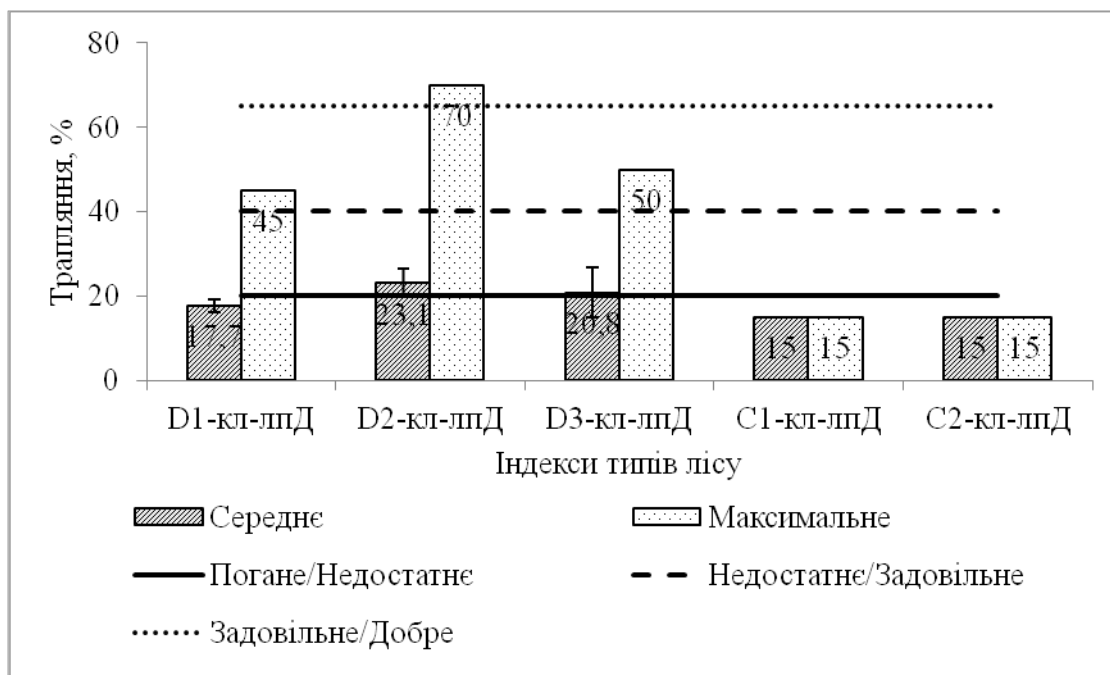 Трапляння, %
80
60
40
20
0
17,7
45
23,1
70
20,8
50
15
15
15
15
D1-кл-лпД
D2-кл-лпД
D3-кл-лпД
С1-кл-лпД
С2-кл-лпД
Індекси типів лісу
Середнє
Максимальне
Погане/Недостатнє
Недостатнє/Задовільне
Задовільне/Добре